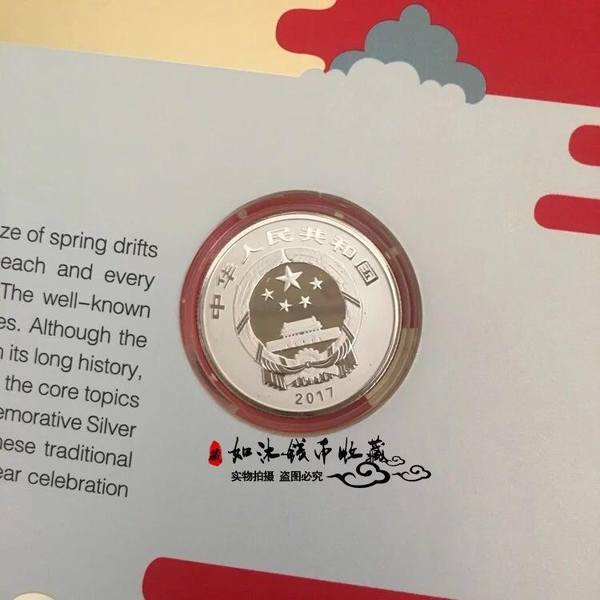 ze of spring drifts
each and every
The well–known
es. Although the
n its long history,
the core topics
emorative Silver
nese traditional
ear celebration
中华人民共和国
2017
藏
如沐钱币收藏
实物拍摄 盗图必究